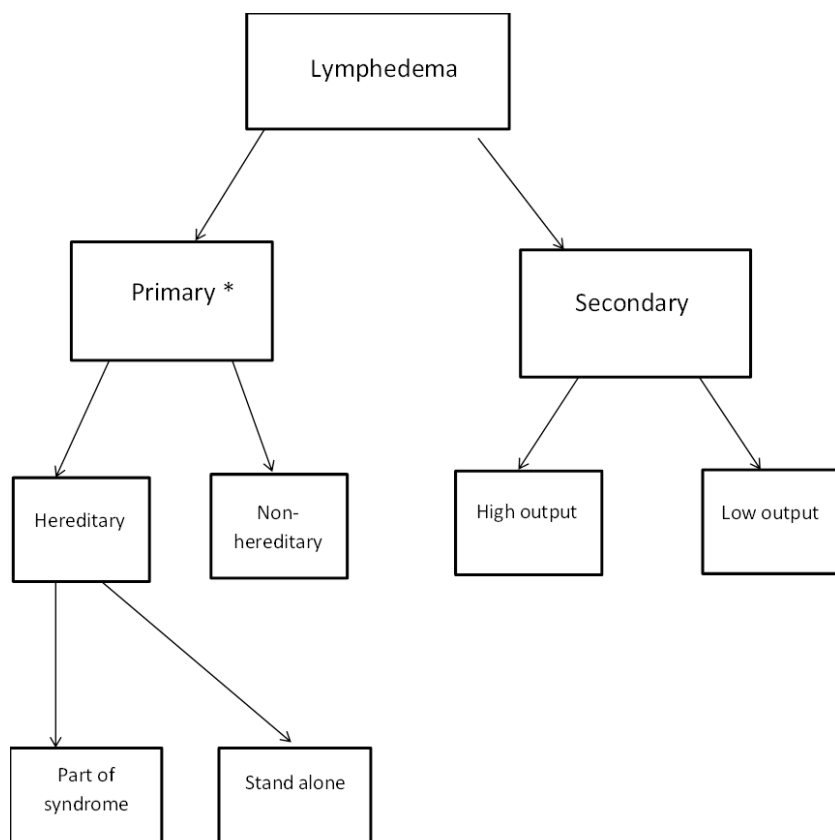 Lymphedema
Primary *
Secondary
Hereditary
Non-
hereditary
High output
Low output
Part of
syndrome
Stand alone